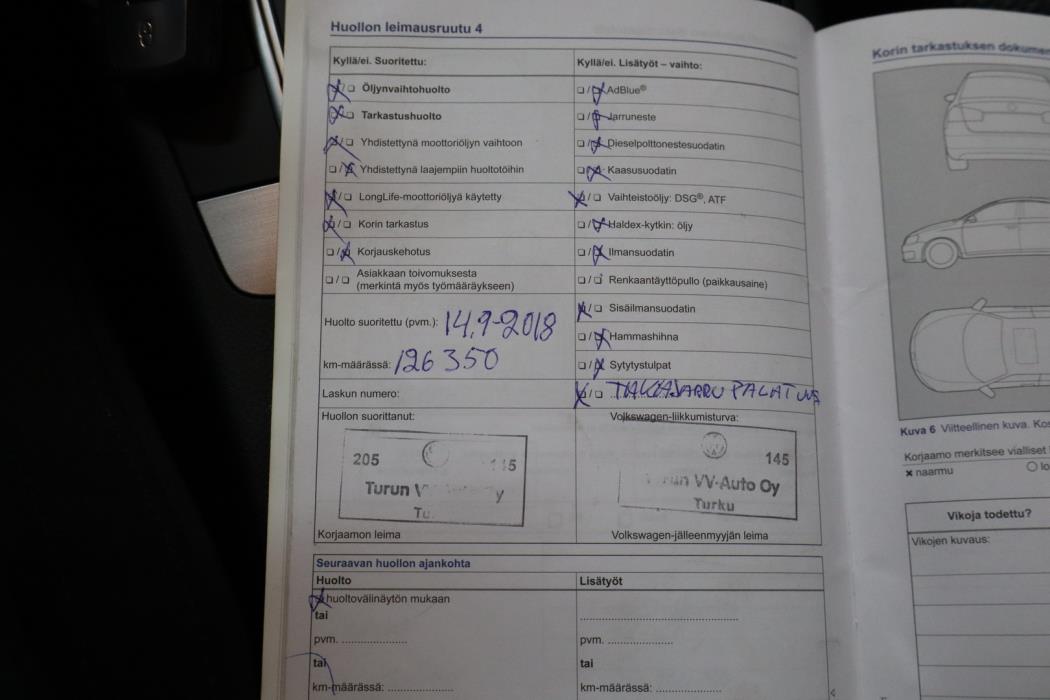 Huollon leimausruutu 4
Kyllä/ei. Suoritettu:
Öljynvaihtohuolto
Tarkastushuolto
Yhdistettynä moottoriöljyn vaihtoon
Yhdistettynä laajempiin huoltotöihin
LongLife-moottoriöljyä käytetty
Korin tarkastus
Korjauskehotus
Asiakkaan toivomuksesta
(merkintä myös työmääräykseen)
Huolto suoritettu (pvm.): 14.9-2018
km-määrässä: 126 350
Laskun numero:
Huollon suorittanut:
205
Turun
Korjaamon leima
Kyllä/ei. Lisätyöt – vaihto:
AdBlue®
Jarruneste
Dieselpolttonestesuodatin
Kaasusuodatin
Vaihteistoöljy: DSG®, ATF
Haldex-kytkin: öljy
Ilmansuodatin
Renkaantäyttöpullo (paikkausaine)
Sisäilmansuodatin
Hammashihna
Sytytystulpat
TAKAJARRU PALAT
Volkswagen-liikkumisturva:
145
VV-Auto Oy
Turku
Volkswagen-jälleenmyyjän leima
Seuraavan huollon ajankohta
Huolto
huoltovälinäytön mukaan
tai
pvm. ....................
tai
km-määrässä: ....................
Lisätyöt
pvm. ....................
tai
km-määrässä: ....................
Korin tarkastuksen
Kuva 6 Viitteellinen kuva.
Korjaamo merkitsee vialliset
× naarmu
Vikoja todettu?
Vikojen kuvaus: